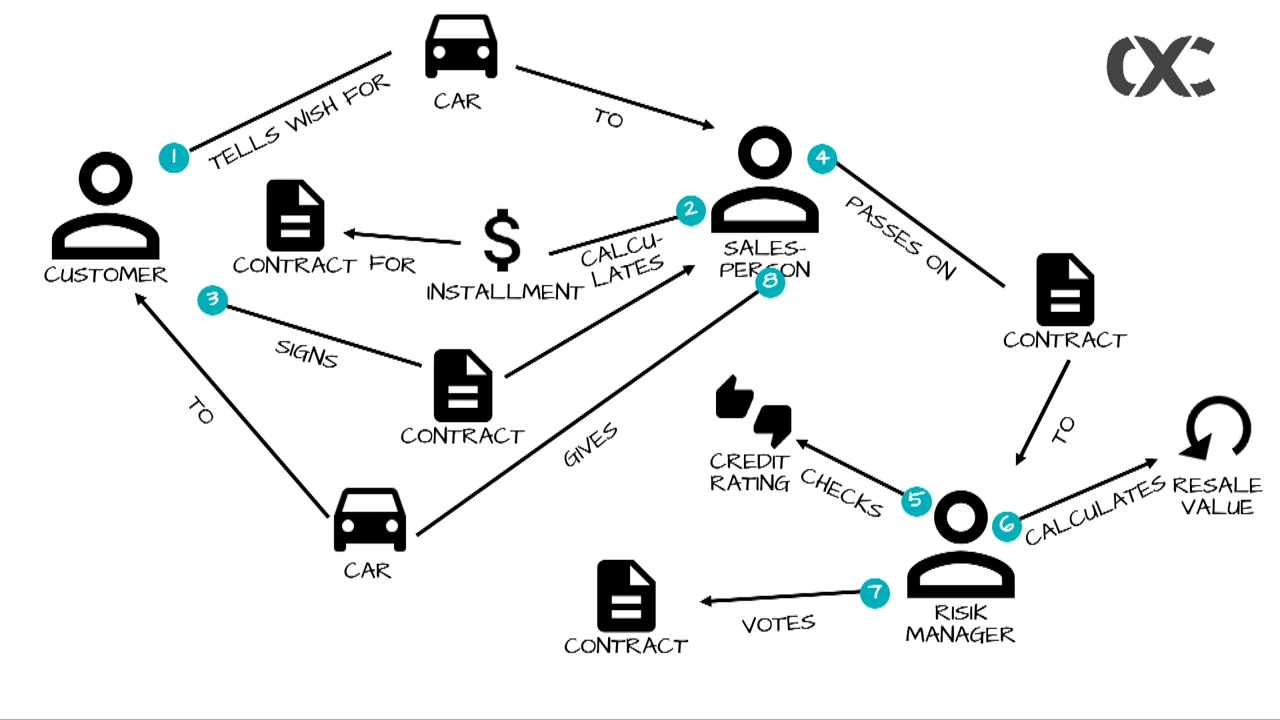 CXC
CAR
1
TELLS WISH FOR
TO
4
PASSES ON
2
CALCU-
LATES
CUSTOMER
CONTRACT FOR
INSTALLMENT
SALES-
PERSON
8
3
SIGNS
CONTRACT
CONTRACT
TO
TO
GIVES
CREDIT
RATING
CHECKS
5
6
CALCULATES
RESALE
VALUE
CAR
7
VOTES
CONTRACT
RISIK
MANAGER